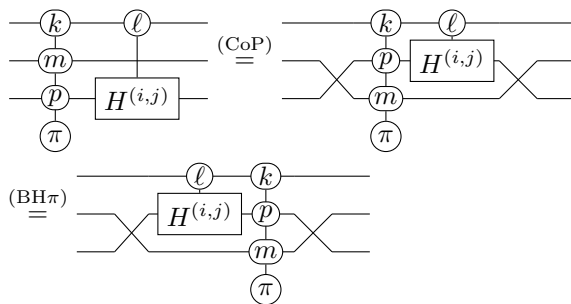 k ℓ (CoP) k ℓ
m = p H^{(i,j)}
p H^{(i,j)} m
π π
(BHπ) ℓ k
= H^{(i,j)} p
m
π